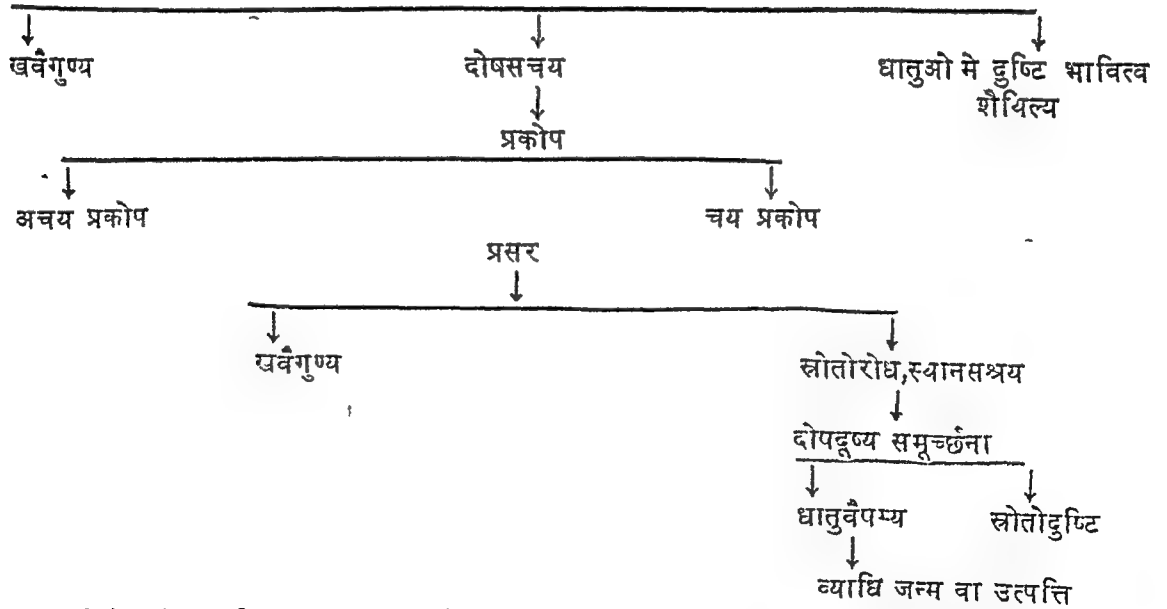 खवैगुण्य दोषसचय धातुओ मे दुष्टि भावित्व
शैथिल्य
प्रकोप
अचय प्रकोप चय प्रकोप
प्रसर
खवैगुण्य स्रोतोरोध,स्थानसश्रय
दोषदूष्य समूर्च्छना
धातुवैषम्य स्रोतोदुष्टि
व्याधि जन्म वा उत्पत्ति